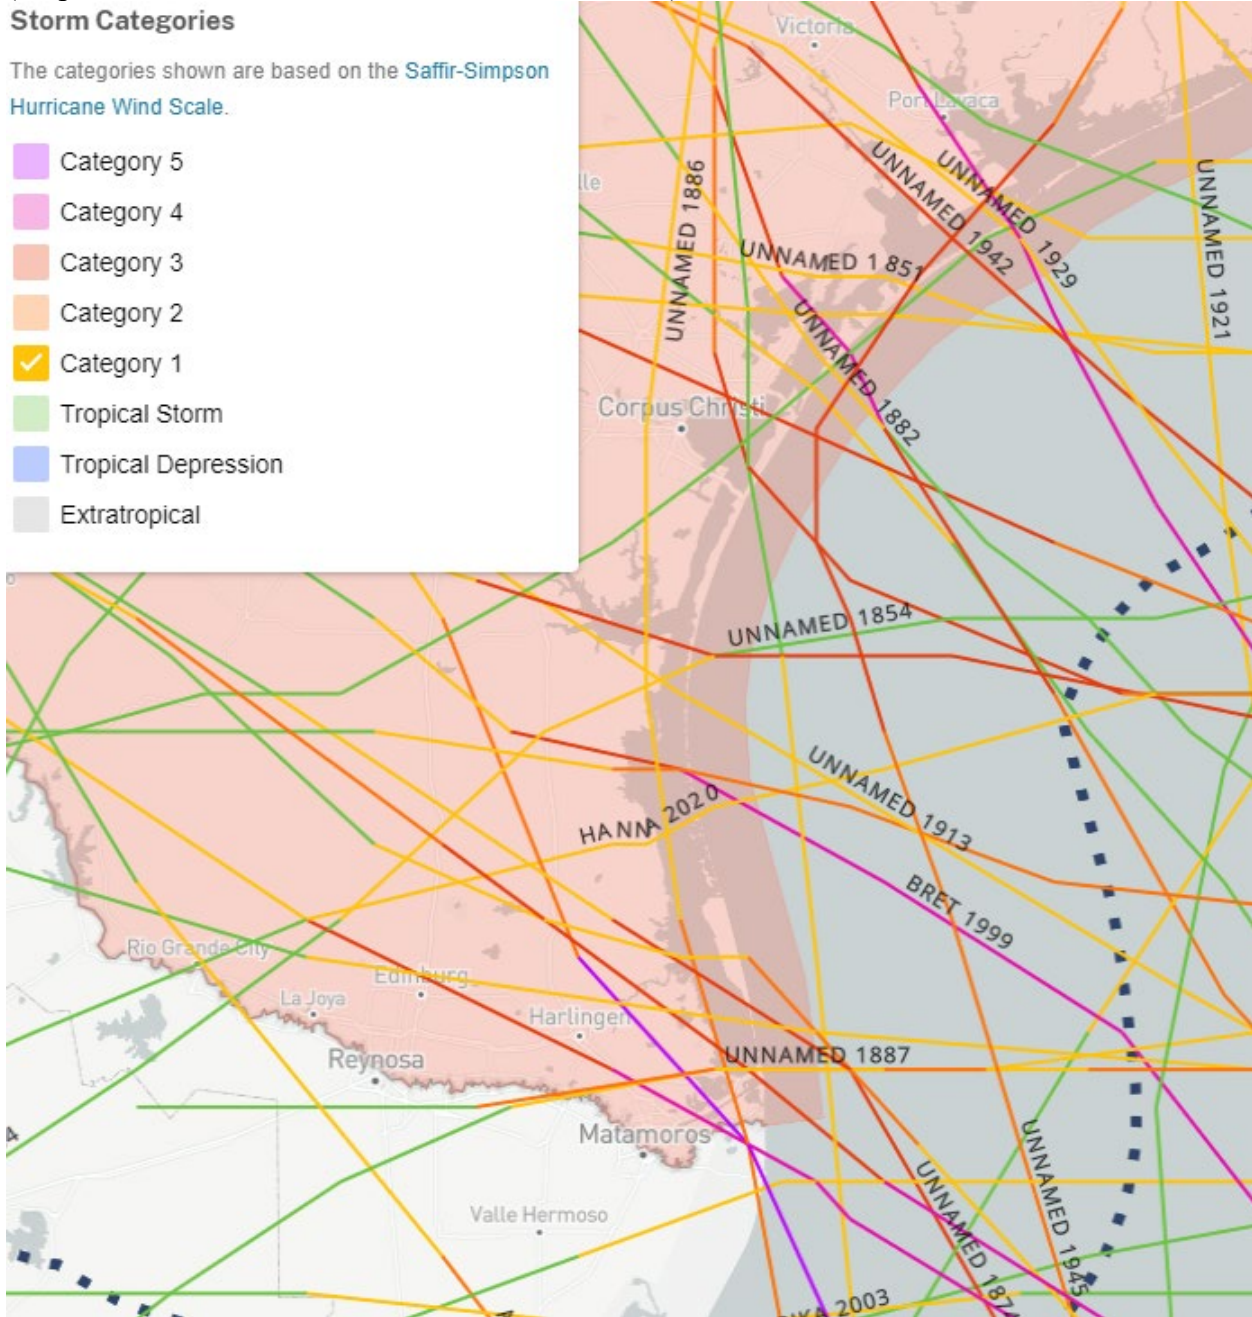 Storm Categories
The categories shown are based on the Saffir-Simpson
Hurricane Wind Scale.
Category 5
Category 4
Category 3
Category 2
Category 1
Tropical Storm
Tropical Depression
Extratropical
Victoria
Port Lavaca
lle
UNNAMED 1886
UNNAMED 1942
UNNAMED 1929
UNNAMED 1921
UNNAMED 1851
UNNAMED 1882
Corpus Christi
UNNAMED 1854
UNNAMED 1913
HANNA 2020
BRET 1999
Rio Grande City
Edinburg
La Joya
Harlingen
Reynosa
UNNAMED 1887
Matamoros
Valle Hermoso
UNNAMED 1874
UNNAMED 1945
2003